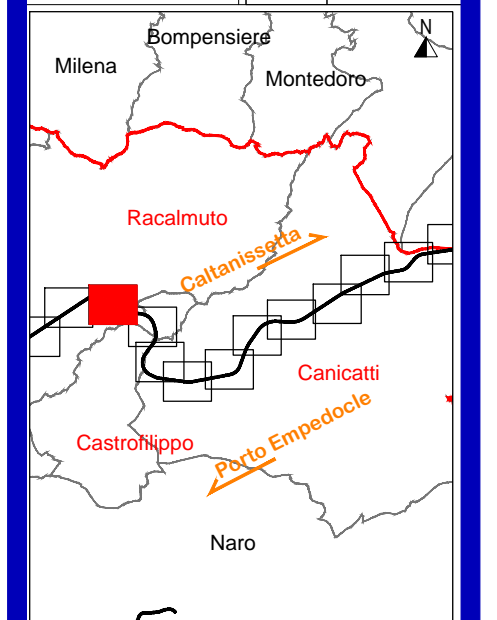 N
Bompensiere
Milena
Montedoro
Racalmuto
Caltanissetta
Canicatti
Porto Empedocle
Castrofilippo
Naro